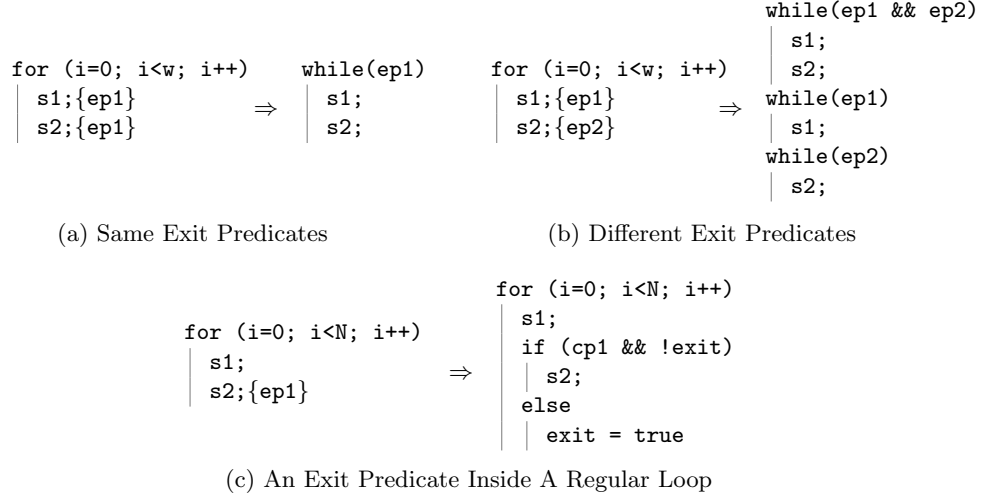 for (i=0; i<w; i++)
s1;{ep1}
s2;{ep1}
⇒
while(ep1)
s1;
s2;
(a) Same Exit Predicates
for (i=0; i<w; i++)
s1;{ep1}
s2;{ep2}
⇒
while(ep1 && ep2)
s1;
s2;
while(ep1)
s1;
while(ep2)
s2;
(b) Different Exit Predicates
for (i=0; i<N; i++)
s1;
s2;{ep1}
⇒
for (i=0; i<N; i++)
s1;
if (cp1 && !exit)
s2;
else
exit = true
(c) An Exit Predicate Inside A Regular Loop